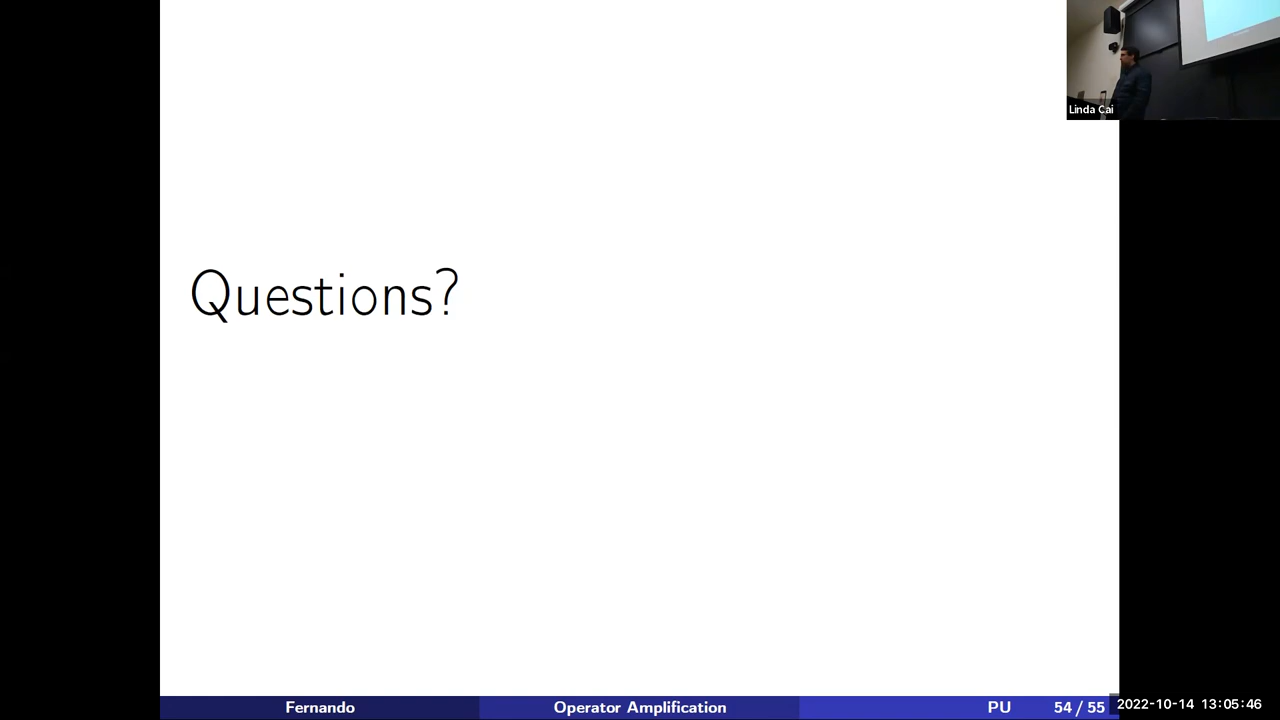 Linda Cai
Questions?
Fernando Operator Amplification PU 54 / 55
2022-10-14 13:05:46